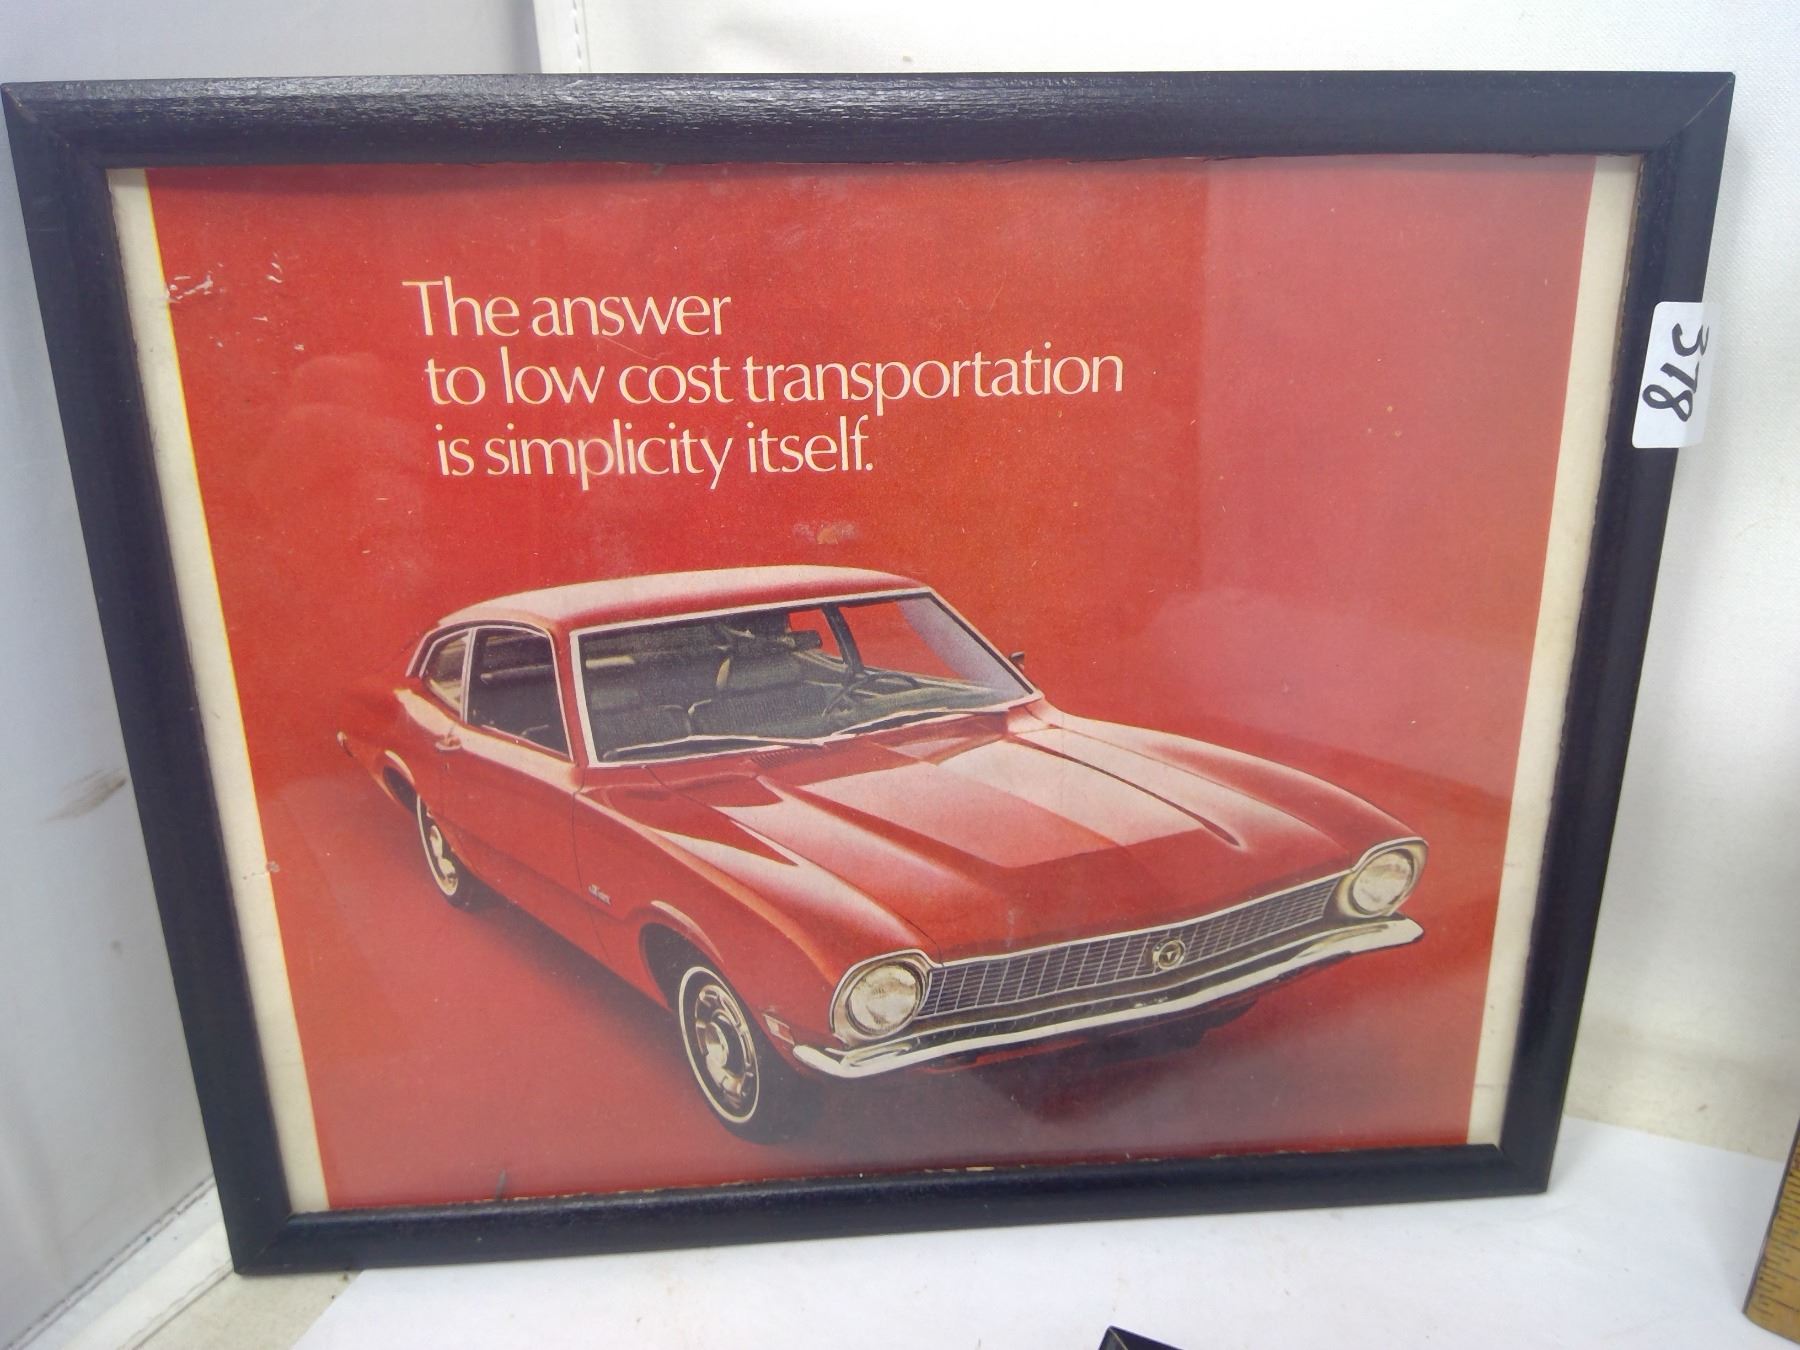 The answer
to low cost transportation
is simplicity itself.
378